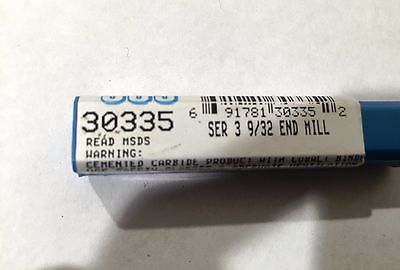 6 91781 30335 2
30335
SER 3 9/32 END MILL
READ MSDS
WARNING:
CEMENTED CARBIDE PRODUCT WITH COBALT BINDE